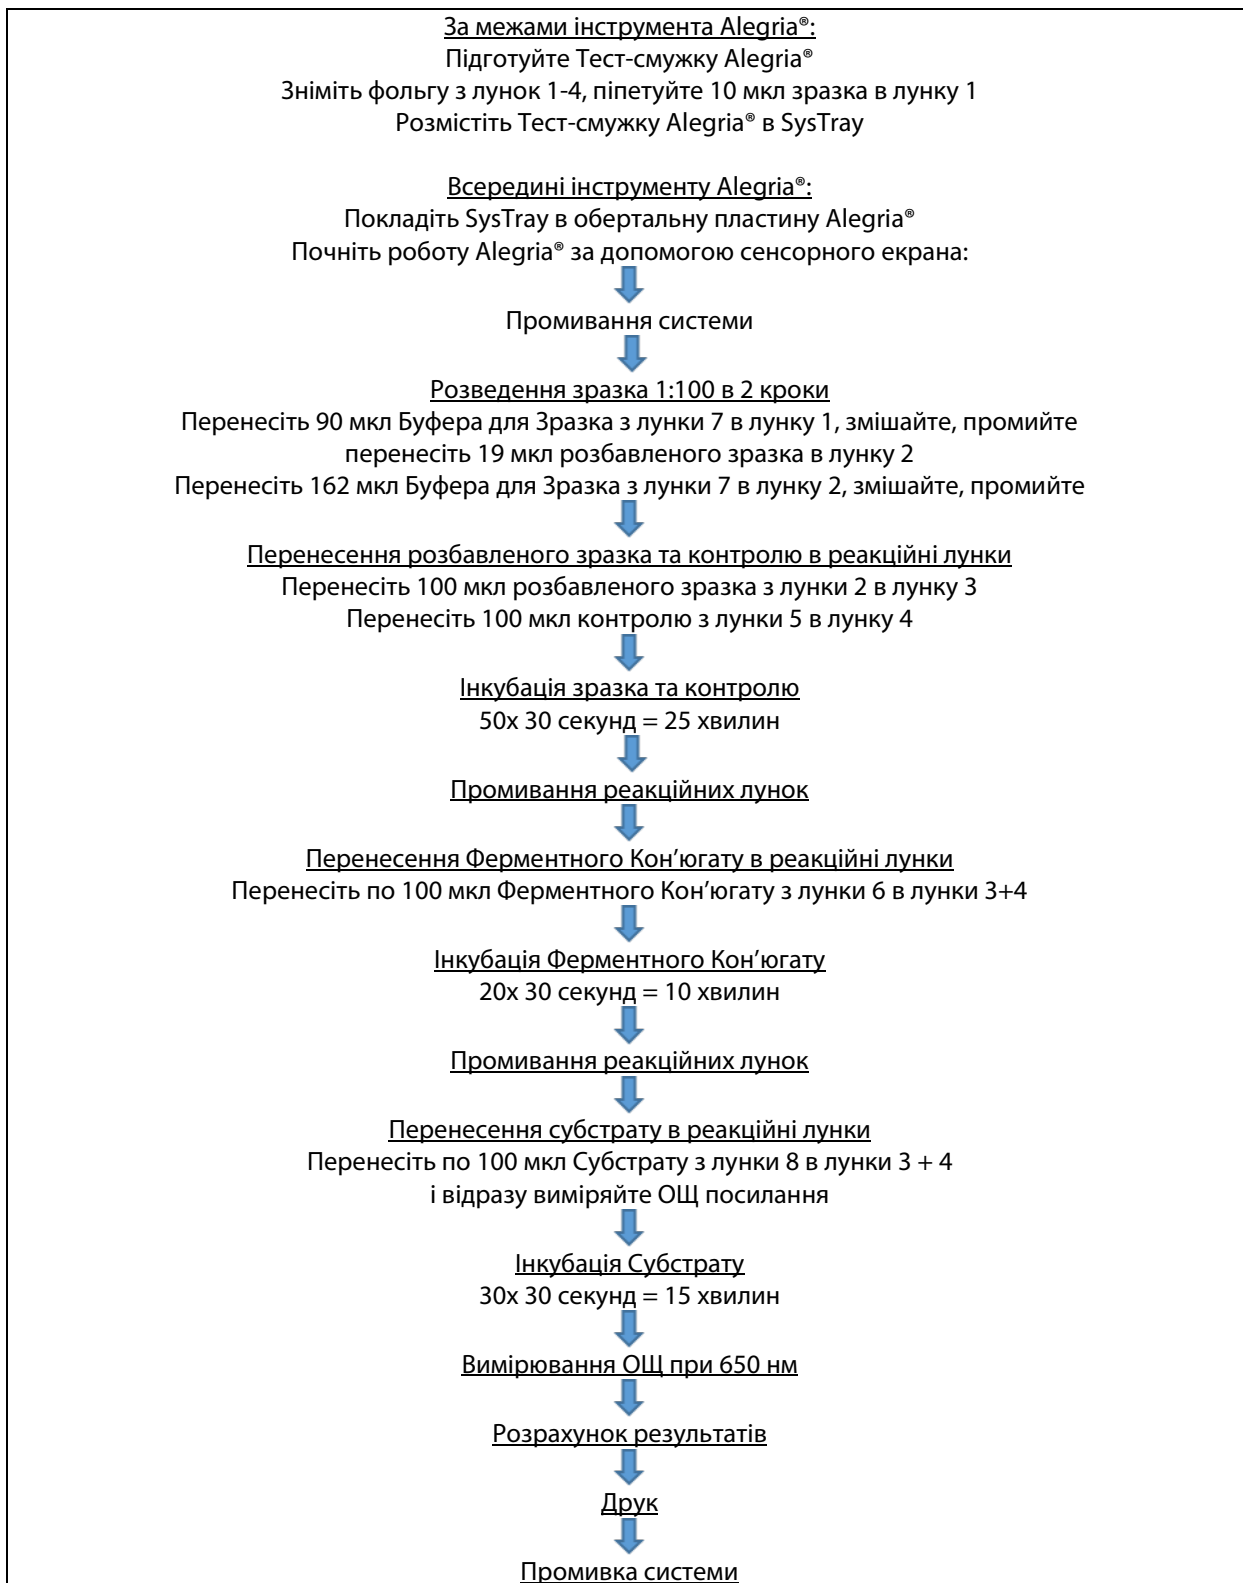 За межами інструмента Alegria®:
Підготуйте Тест-смужку Alegria®
Зніміть фольгу з лунок 1-4, піпетуйте 10 мкл зразка в лунку 1
Розмістіть Тест-смужку Alegria® в SysTray
Всередині інструменту Alegria®:
Покладіть SysTray в обертальну пластину Alegria®
Почніть роботу Alegria® за допомогою сенсорного екрана:
Промивання системи
Розведення зразка 1:100 в 2 кроки
Перенесіть 90 мкл Буфера для Зразка з лунки 7 в лунку 1, змішайте, промийте
перенесіть 19 мкл розбавленого зразка в лунку 2
Перенесіть 162 мкл Буфера для Зразка з лунки 7 в лунку 2, змішайте, промийте
Перенесення розбавленого зразка та контролю в реакційні лунки
Перенесіть 100 мкл розбавленого зразка з лунки 2 в лунку 3
Перенесіть 100 мкл контролю з лунки 5 в лунку 4
Інкубація зразка та контролю
50x 30 секунд = 25 хвилин
Промивання реакційних лунок
Перенесення Ферментного Кон’югату в реакційні лунки
Перенесіть по 100 мкл Ферментного Кон’югату з лунки 6 в лунки 3+4
Інкубація Ферментного Кон’югату
20x 30 секунд = 10 хвилин
Промивання реакційних лунок
Перенесення субстрату в реакційні лунки
Перенесіть по 100 мкл Субстрату з лунки 8 в лунки 3 + 4
і відразу виміряйте ОЩ посилання
Інкубація Субстрату
30x 30 секунд = 15 хвилин
Вимірювання ОЩ при 650 нм
Розрахунок результатів
Друк
Промивка системи